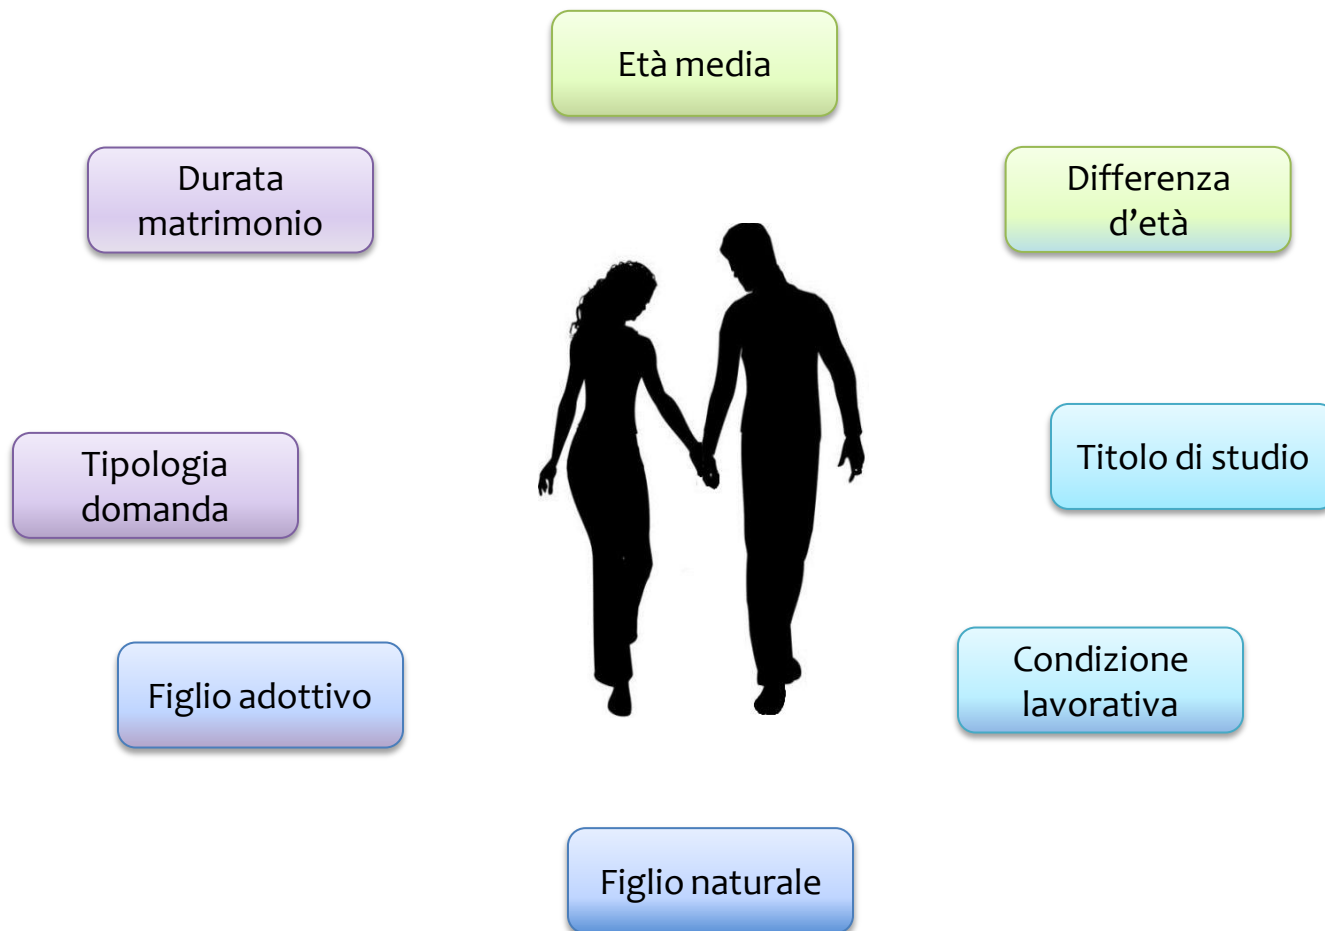 Età media
Durata
matrimonio
Differenza
d’età
Titolo di studio
Tipologia
domanda
Condizione
lavorativa
Figlio adottivo
Figlio naturale